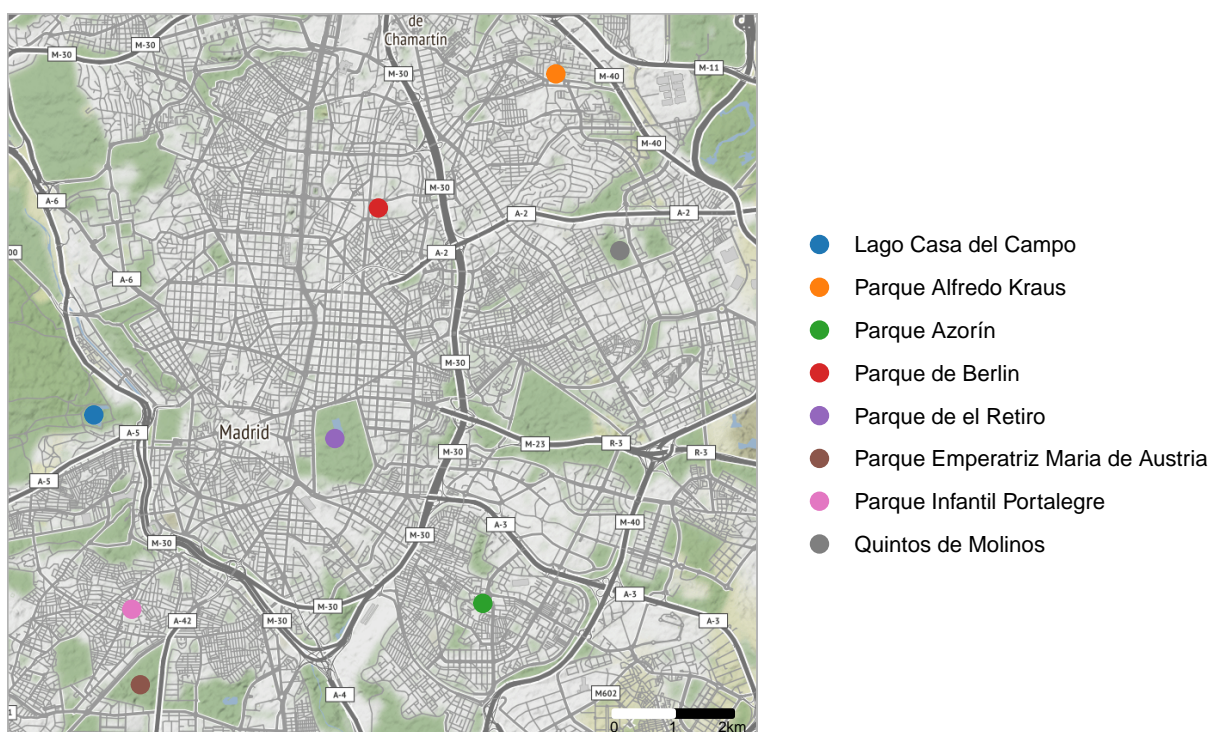 de
Chamartín
M-30
M-30
M-30
M-40
M-11
M-40
M-30
A-6
A-2
A-2
00
A-2
A-6
M-30
Madrid
A-5
M-30
M-23
R-3
R-3
A-5
M-40
A-3
M-30
M-30
A-3
M-30
A-42
M-30
A-3
A-4
M602
1
0 1 2km
Lago Casa del Campo
Parque Alfredo Kraus
Parque Azorín
Parque de Berlin
Parque de el Retiro
Parque Emperatriz Maria de Austria
Parque Infantil Portalegre
Quintos de Molinos